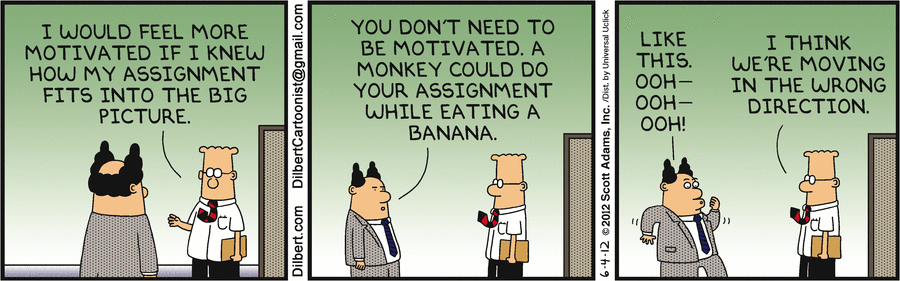 I WOULD FEEL MORE
MOTIVATED IF I KNEW
HOW MY ASSIGNMENT
FITS INTO THE BIG
PICTURE.
Dilbert.com DilbertCartoonist@gmail.com
YOU DON'T NEED TO
BE MOTIVATED. A
MONKEY COULD DO
YOUR ASSIGNMENT
WHILE EATING A
BANANA.
6-4-12 ©2012 Scott Adams, Inc. /Dist. by Universal Uclick
LIKE
THIS.
OOH—
OOH—
OOH!
I THINK
WE'RE MOVING
IN THE WRONG
DIRECTION.